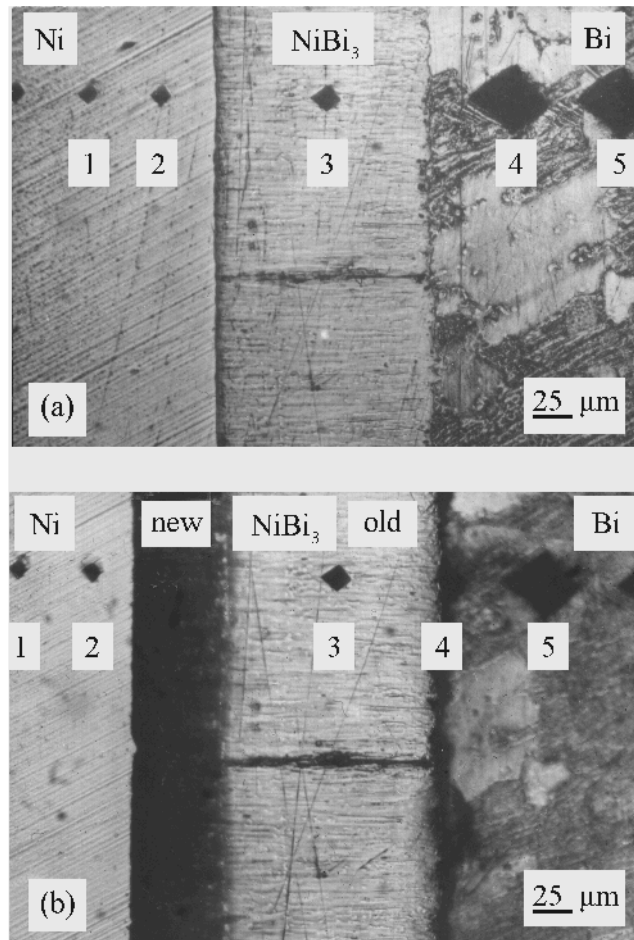 Ni NiBi₃ Bi
1 2 3 4 5
(a) 25 μm
Ni new NiBi₃ old Bi
1 2 3 4 5
(b) 25 μm